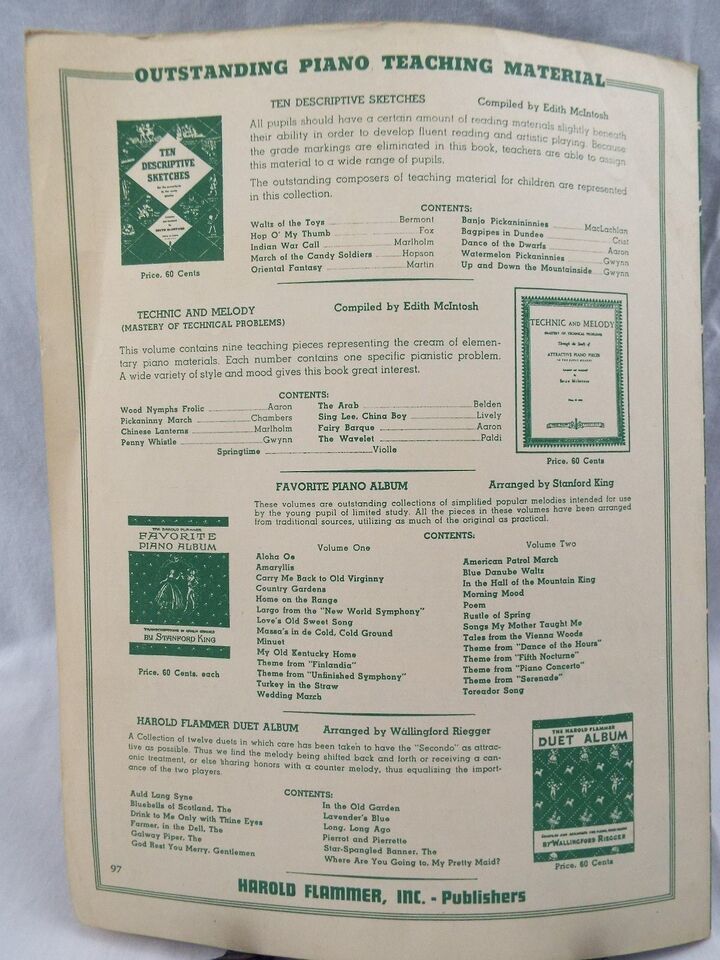 OUTSTANDING PIANO TEACHING MATERIAL
TEN DESCRIPTIVE SKETCHES Compiled by Edith McIntosh
All pupils should have a certain amount of reading materials slightly beneath
their ability in order to develop fluent reading and artistic playing. Because
the grade markings are eliminated in this book, teachers are able to assign
this material to a wide range of pupils.
The outstanding composers of teaching material for children are represented
in this collection.
TEN
DESCRIPTIVE
SKETCHES
Price, 60 Cents
CONTENTS:
Waltz of the Toys Bermont
Hop O' My Thumb Fox
Indian War Call Marlholm
March of the Candy Soldiers Hopson
Oriental Fantasy Martin
Banjo Pickanininnies MacLachlan
Bagpipes in Dundee Crist
Dance of the Dwarfs Aaron
Watermelon Pickaninnies Gwynn
Up and Down the Mountainside Gwynn
TECHNIC AND MELODY Compiled by Edith McIntosh
(MASTERY OF TECHNICAL PROBLEMS)
This volume contains nine teaching pieces representing the cream of elemen-
tary piano materials. Each number contains one specific pianistic problem.
A wide variety of style and mood gives this book great interest.
CONTENTS:
Wood Nymphs Frolic Aaron
Pickaninny March Chambers
Chinese Lanterns Marlholm
Penny Whistle Gwynn
The Arab Belden
Sing Lee, China Boy Lively
Fairy Barque Aaron
The Wavelet Paldi
Springtime Violle
TECHNIC AND MELODY
MASTERY OF TECHNICAL PROBLEMS
Through the Study of
ATTRACTIVE PIANO PIECES
Price, 60 Cents
FAVORITE PIANO ALBUM Arranged by Stanford King
These volumes are outstanding collections of simplified popular melodies intended for use
by the young pupil of limited study. All the pieces in these volumes have been arranged
from traditional sources, utilizing as much of the original as practical.
THE HAROLD FLAMMER
FAVORITE
PIANO ALBUM
BY STANFORD KING
Price, 60 Cents, each
CONTENTS:
Volume One
Aloha Oe
Amaryllis
Carry Me Back to Old Virginny
Country Gardens
Home on the Range
Largo from the "New World Symphony"
Love's Old Sweet Song
Massa's in de Cold, Cold Ground
Minuet
My Old Kentucky Home
Theme from "Finlandia"
Theme from "Unfinished Symphony"
Turkey in the Straw
Wedding March
Volume Two
American Patrol March
Blue Danube Waltz
In the Hall of the Mountain King
Morning Mood
Poem
Rustle of Spring
Songs My Mother Taught Me
Tales from the Vienna Woods
Theme from "Dance of the Hours"
Theme from "Fifth Nocturne"
Theme from "Piano Concerto"
Theme from "Serenade"
Toreador Song
HAROLD FLAMMER DUET ALBUM Arranged by Wallingford Riegger
A Collection of twelve duets in which care has been taken to have the "Secondo" as attrac-
tive as possible. Thus we find the melody being shifted back and forth or receiving a can-
onic treatment, or else sharing honors with a counter melody, thus equalizing the import-
ance of the two players.
CONTENTS:
Auld Lang Syne
Bluebells of Scotland, The
Drink to Me Only with Thine Eyes
Farmer, in the Dell, The
Galway Piper, The
God Rest You Merry, Gentlemen
In the Old Garden
Lavender's Blue
Long, Long Ago
Pierrot and Pierrette
Star-Spangled Banner, The
Where Are You Going, My Pretty Maid?
THE HAROLD FLAMMER
DUET ALBUM
BY WALLINGFORD RIEGGER
Price, 60 Cents
97
HAROLD FLAMMER, INC. - Publishers